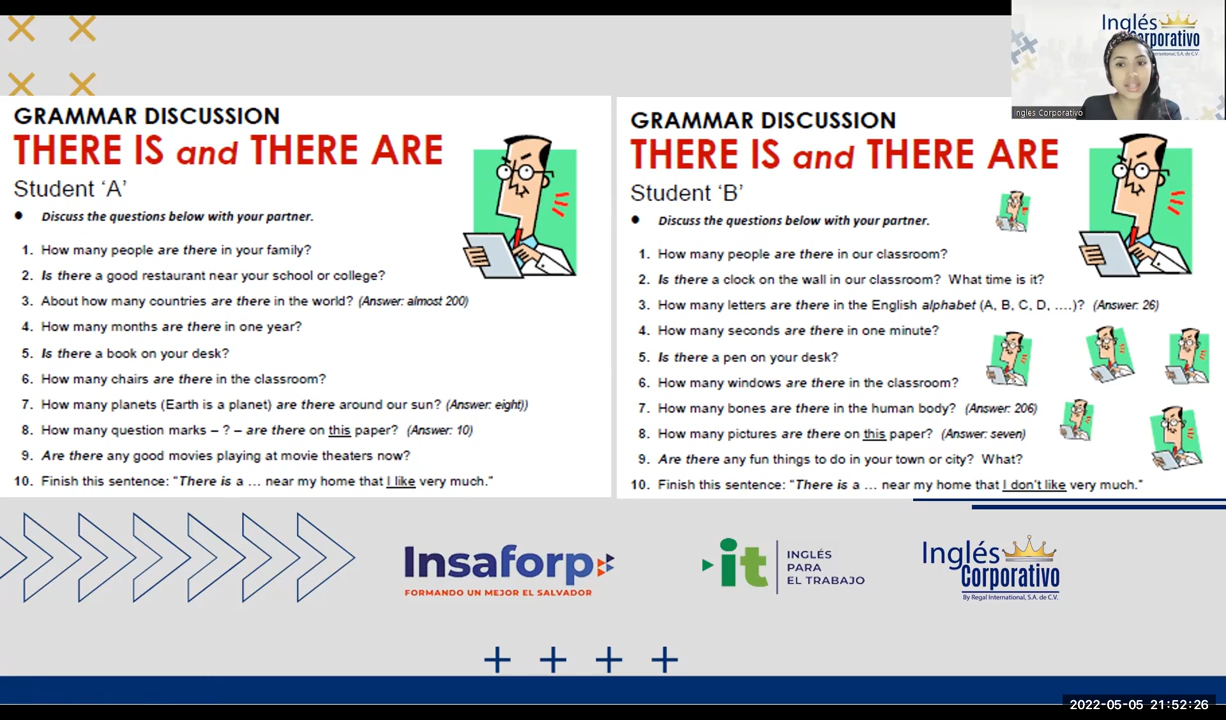 GRAMMAR DISCUSSION
THERE IS and THERE ARE
Student ‘A’
● Discuss the questions below with your partner.
1. How many people are there in your family?
2. Is there a good restaurant near your school or college?
3. About how many countries are there in the world? (Answer: almost 200)
4. How many months are there in one year?
5. Is there a book on your desk?
6. How many chairs are there in the classroom?
7. How many planets (Earth is a planet) are there around our sun? (Answer: eight))
8. How many question marks – ? – are there on this paper? (Answer: 10)
9. Are there any good movies playing at movie theaters now?
10. Finish this sentence: “There is a ... near my home that I like very much.”
GRAMMAR DISCUSSION
THERE IS and THERE ARE
Student ‘B’
● Discuss the questions below with your partner.
1. How many people are there in our classroom?
2. Is there a clock on the wall in our classroom? What time is it?
3. How many letters are there in the English alphabet (A, B, C, D, ....)? (Answer: 26)
4. How many seconds are there in one minute?
5. Is there a pen on your desk?
6. How many windows are there in the classroom?
7. How many bones are there in the human body? (Answer: 206)
8. How many pictures are there on this paper? (Answer: seven)
9. Are there any fun things to do in your town or city? What?
10. Finish this sentence: “There is a ... near my home that I don’t like very much.”
Inglés
Corporativo
International, S.A. de C.V.
Ingles Corporativo
Insaforp
FORMANDO UN MEJOR EL SALVADOR
it
INGLÉS
PARA
EL TRABAJO
Inglés
Corporativo
By Regal International, S.A. de C.V.
2022-05-05 21:52:26